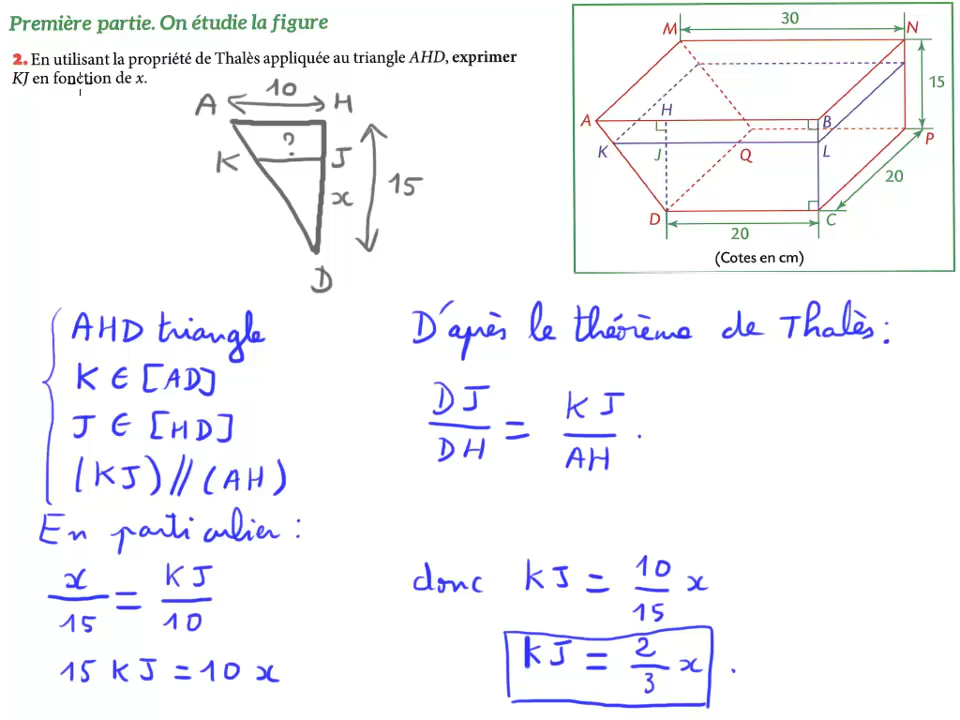 Première partie. On étudie la figure
2. En utilisant la propriété de Thalès appliquée au triangle AHD, exprimer
KJ en fonction de x.
A 10 H
?
K J
x 15
D
M 30 N
15
A H B
K J Q L P
20
D C
20
(Cotes en cm)
AHD triangle
K ∈ [AD]
J ∈ [HD]
(KJ) // (AH)
D'après le théorème de Thalès :
DJ/DH = KJ/AH .
En particulier :
x/15 = KJ/10
15 KJ = 10 x
donc KJ = 10/15 x
KJ = 2/3 x .